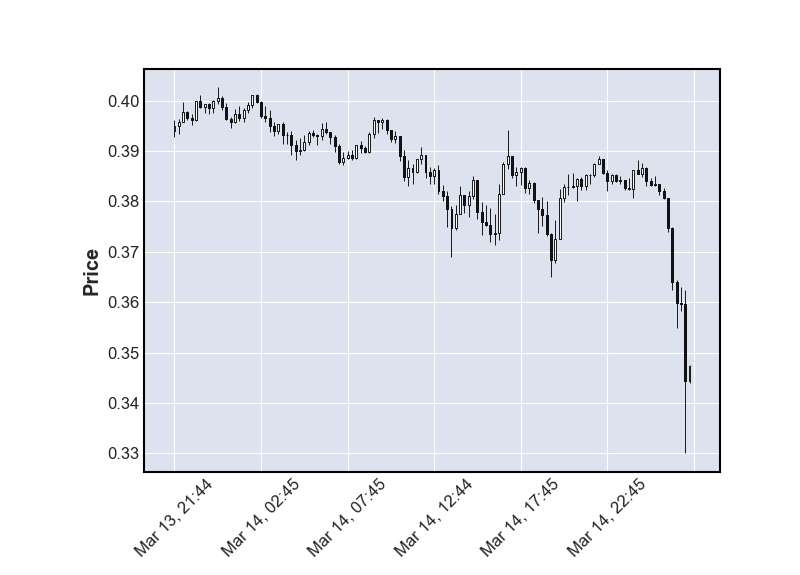 0.40
0.39
0.38
0.37
0.36
0.35
0.34
0.33
Price
Mar 13, 21:44
Mar 14, 02:45
Mar 14, 07:45
Mar 14, 12:44
Mar 14, 17:45
Mar 14, 22:45